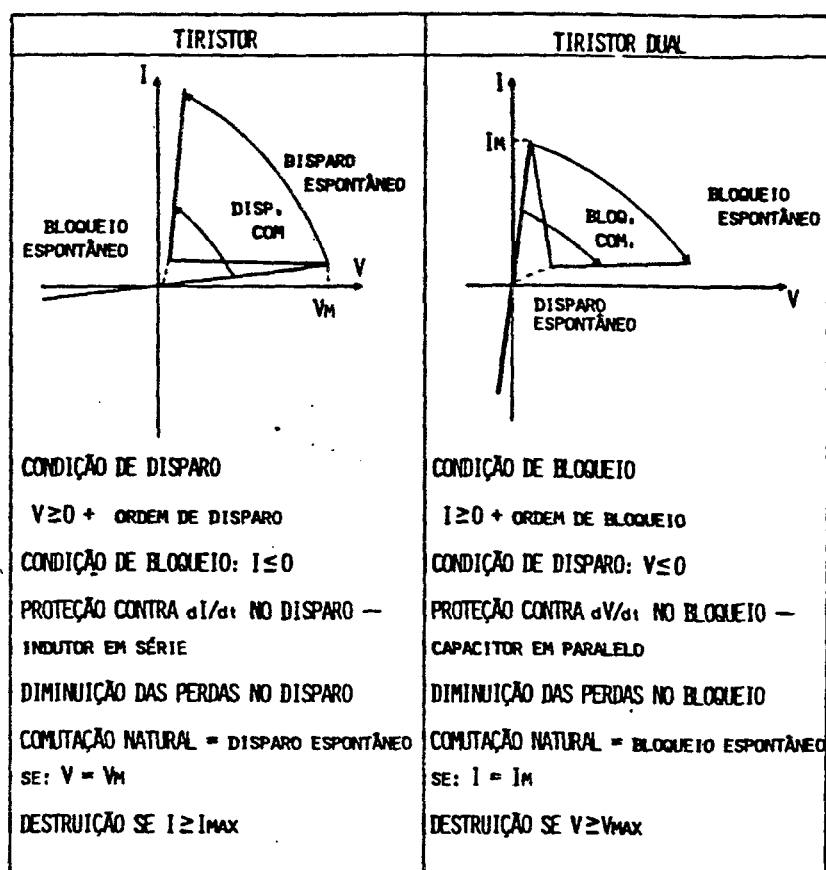 TIRISTOR
I
DISPARO
ESPONTÂNEO
DISP.
COM
BLOQUEIO
ESPONTÂNEO
V
VM
CONDIÇÃO DE DISPARO
V≥0 + ORDEM DE DISPARO
CONDIÇÃO DE BLOQUEIO: I≤0
PROTEÇÃO CONTRA dI/dt NO DISPARO —
INDUTOR EM SÉRIE
DIMINUIÇÃO DAS PERDAS NO DISPARO
COMUTAÇÃO NATURAL = DISPARO ESPONTÂNEO
SE: V = VM
DESTRUIÇÃO SE I≥IMAX
TIRISTOR DUAL
I
IM
BLOQUEIO
ESPONTÂNEO
BLOQ.
COM.
V
DISPARO
ESPONTÂNEO
CONDIÇÃO DE BLOQUEIO
I≥0 + ORDEM DE BLOQUEIO
CONDIÇÃO DE DISPARO: V≤0
PROTEÇÃO CONTRA dV/dt NO BLOQUEIO —
CAPACITOR EM PARALELO
DIMINUIÇÃO DAS PERDAS NO BLOQUEIO
COMUTAÇÃO NATURAL = BLOQUEIO ESPONTÂNEO
SE: I = IM
DESTRUIÇÃO SE V≥VMAX